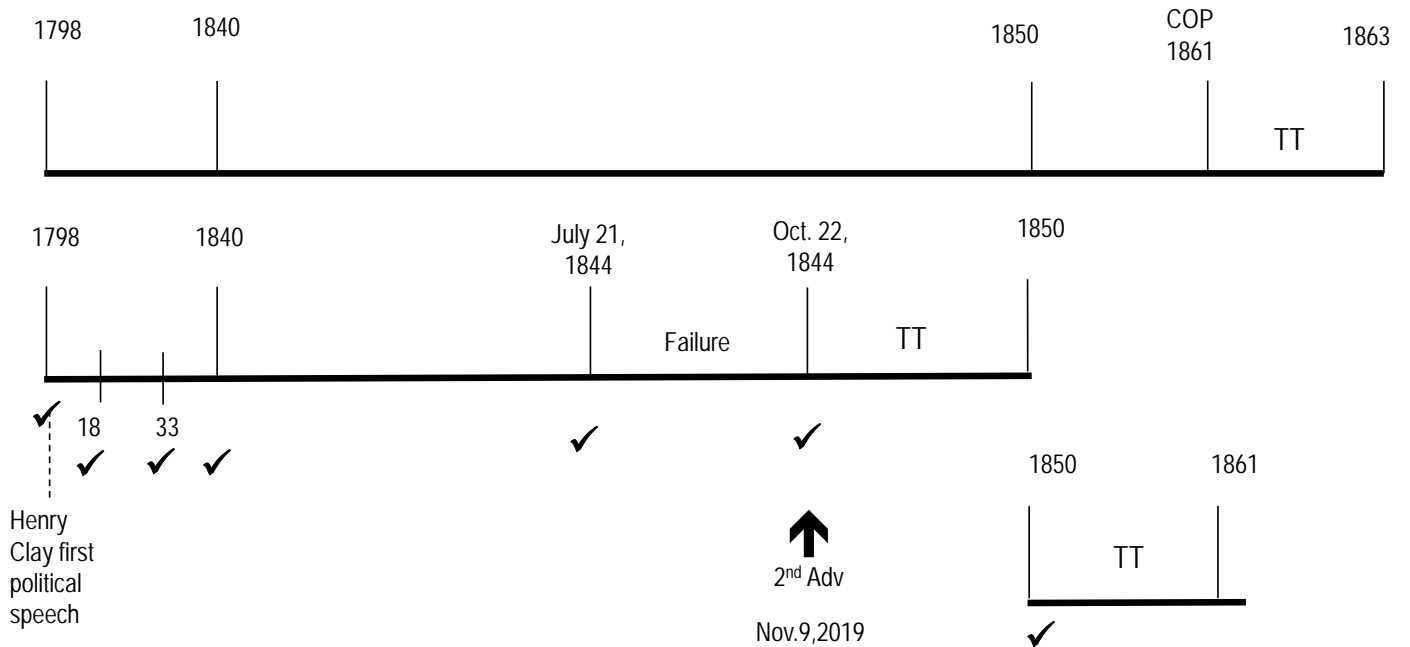 1798
1840
1850
COP
1861
1863
TT
1798
1840
July 21,
1844
Oct. 22,
1844
1850
Failure
TT
18
33
1850
1861
Henry
Clay first
political
speech
2nd Adv
Nov.9,2019
TT